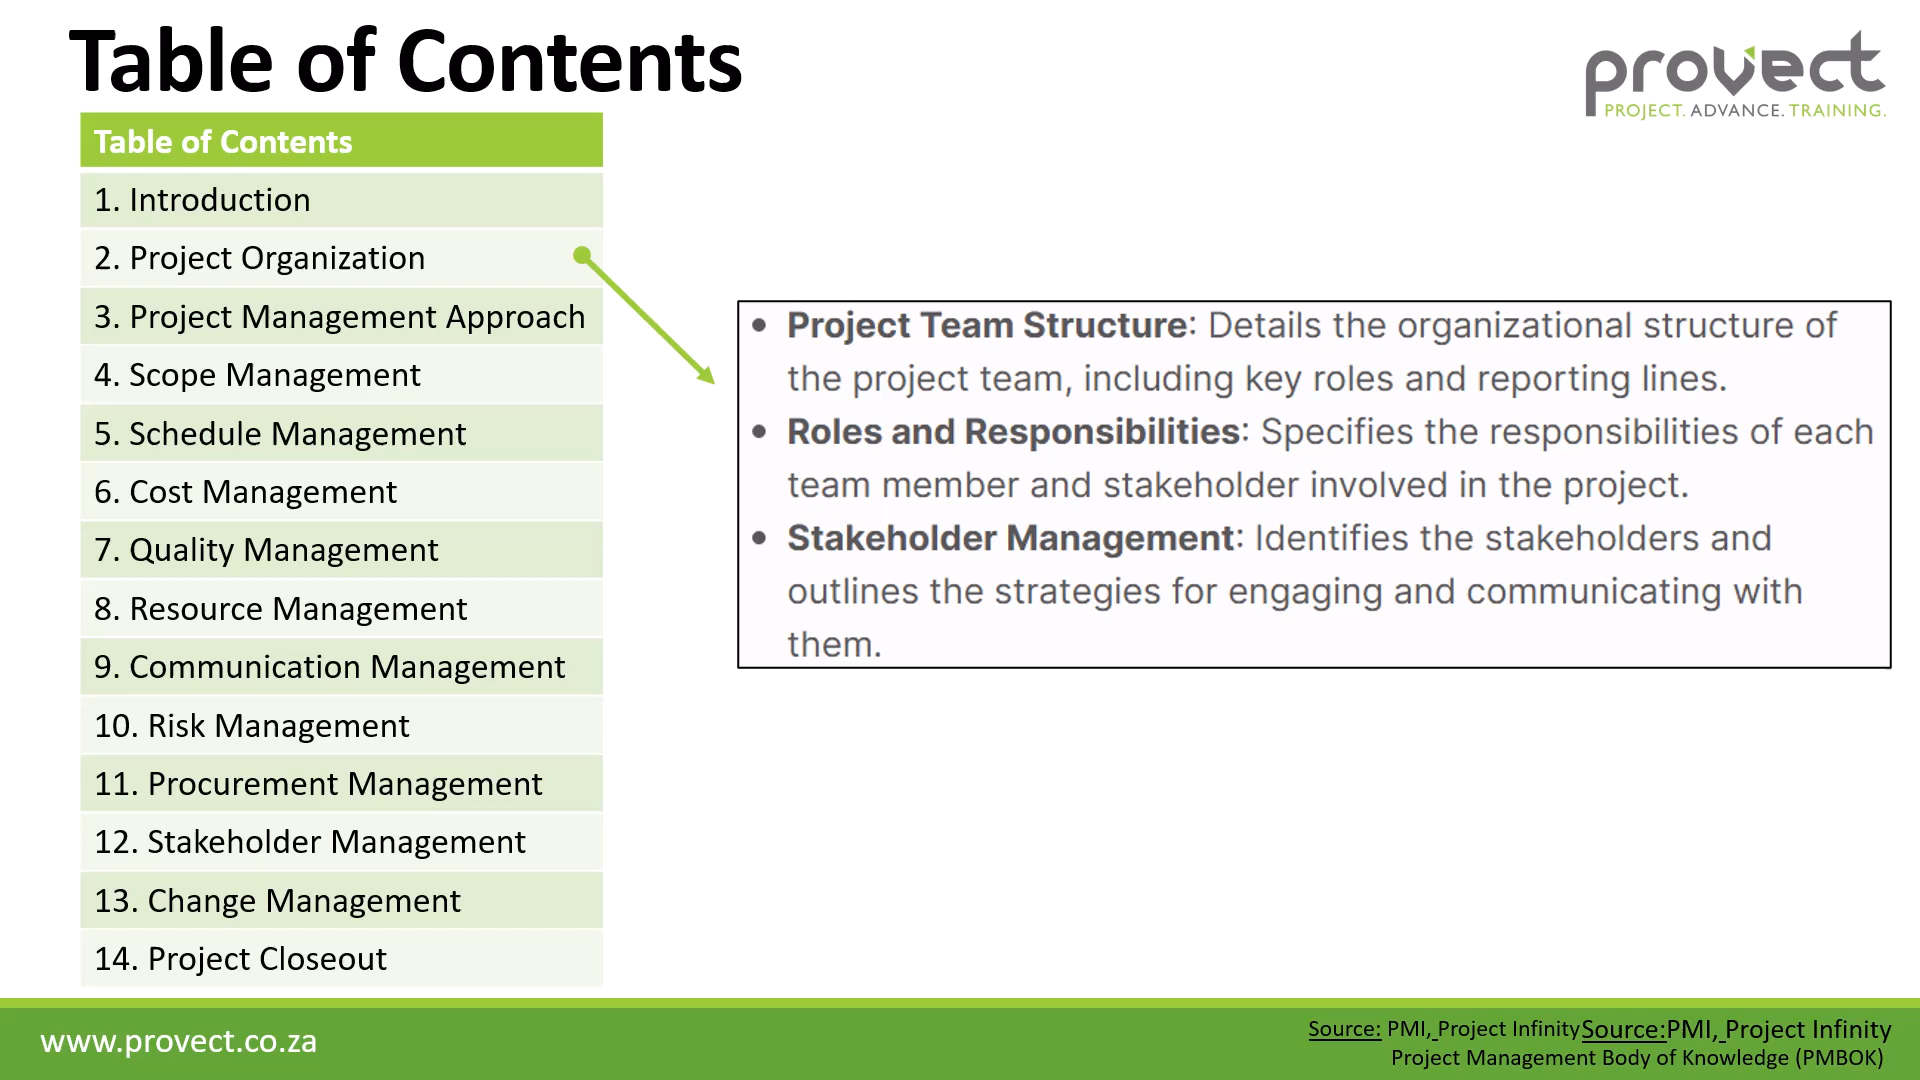 Table of Contents
provect
PROJECT. ADVANCE. TRAINING.
Table of Contents
1. Introduction
2. Project Organization
3. Project Management Approach
4. Scope Management
5. Schedule Management
6. Cost Management
7. Quality Management
8. Resource Management
9. Communication Management
10. Risk Management
11. Procurement Management
12. Stakeholder Management
13. Change Management
14. Project Closeout
• Project Team Structure: Details the organizational structure of
the project team, including key roles and reporting lines.
• Roles and Responsibilities: Specifies the responsibilities of each
team member and stakeholder involved in the project.
• Stakeholder Management: Identifies the stakeholders and
outlines the strategies for engaging and communicating with
them.
www.provect.co.za
Source: PMI, Project InfinitySource:PMI, Project Infinity
Project Management Body of Knowledge (PMBOK)